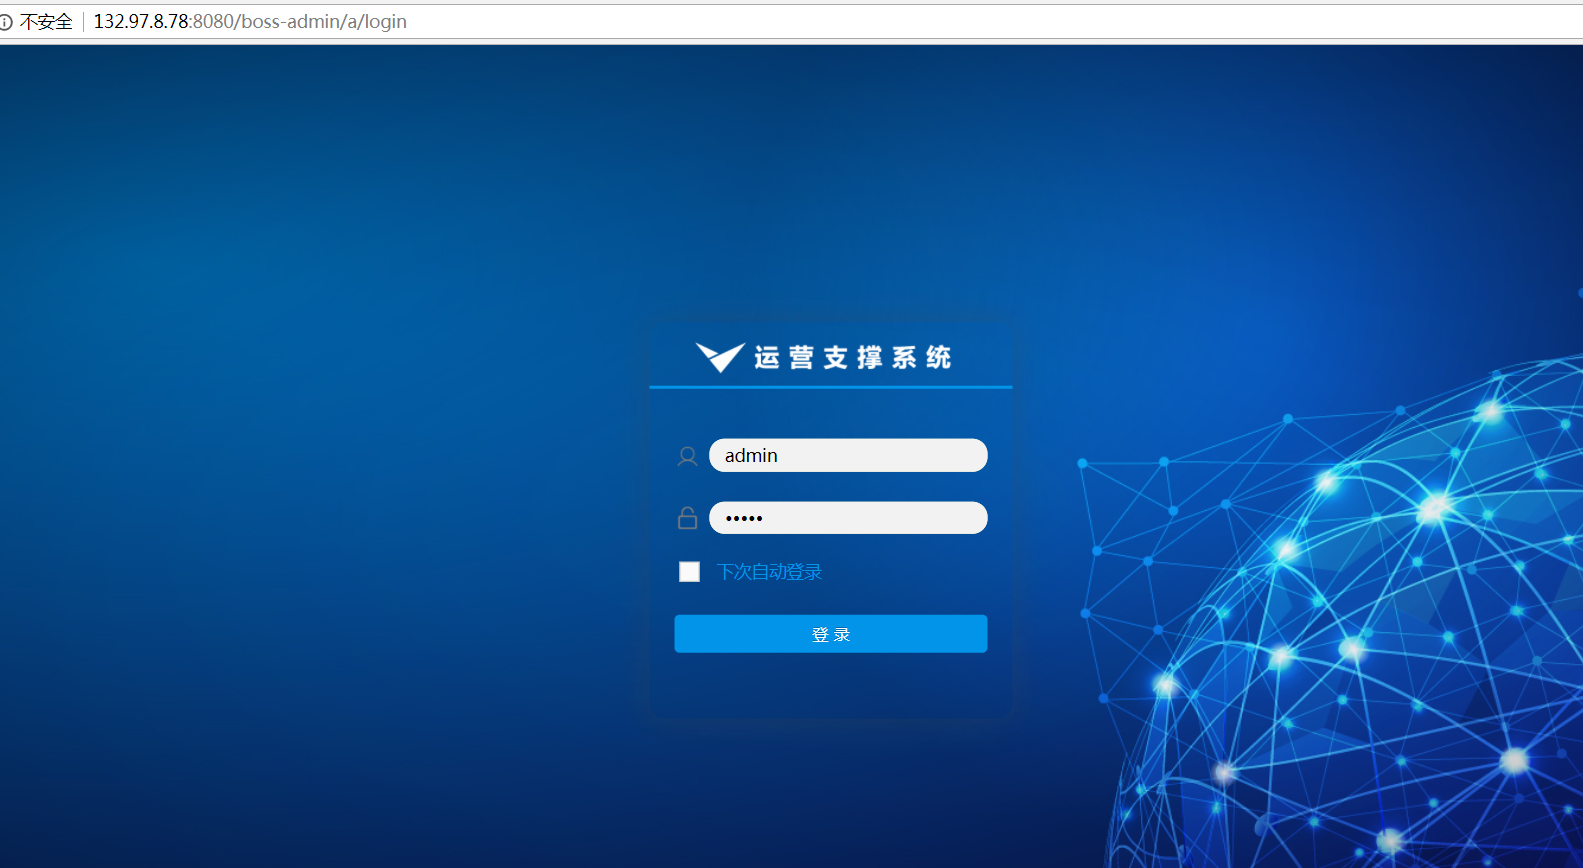 不安全 132.97.8.78:8080/boss-admin/a/login
运营支撑系统
admin
•••••
下次自动登录
登 录